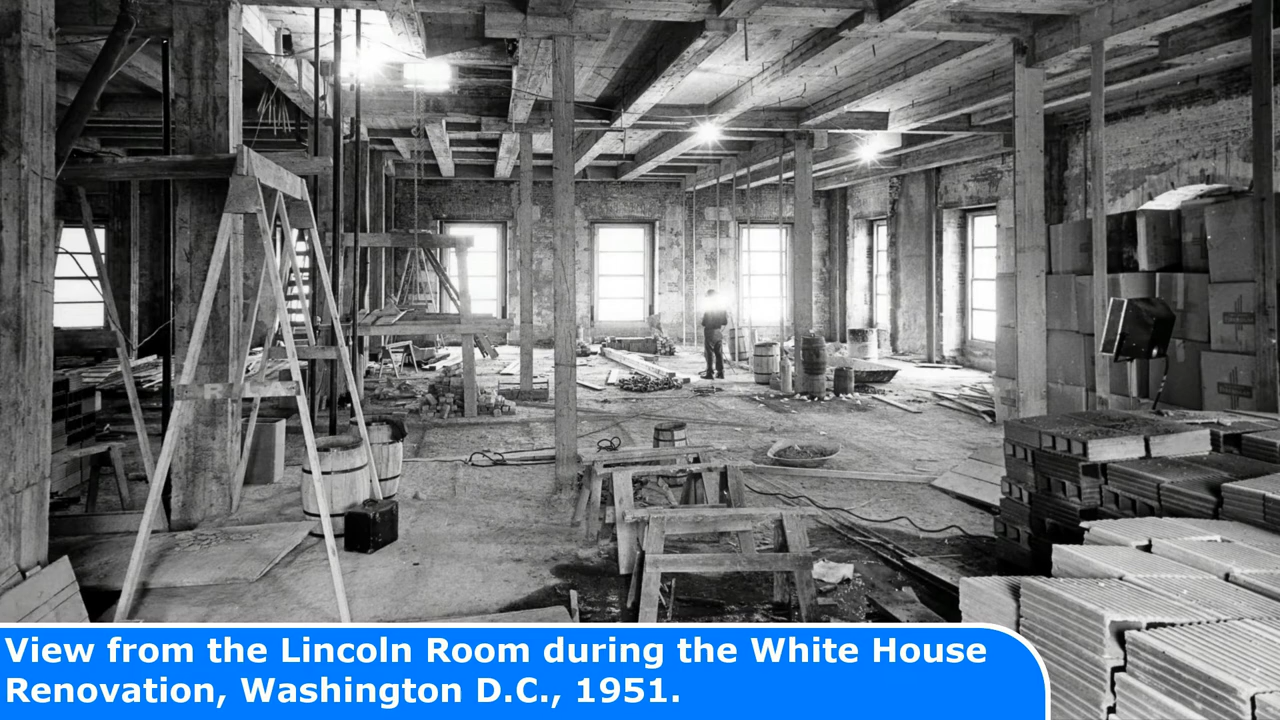 View from the Lincoln Room during the White House
Renovation, Washington D.C., 1951.